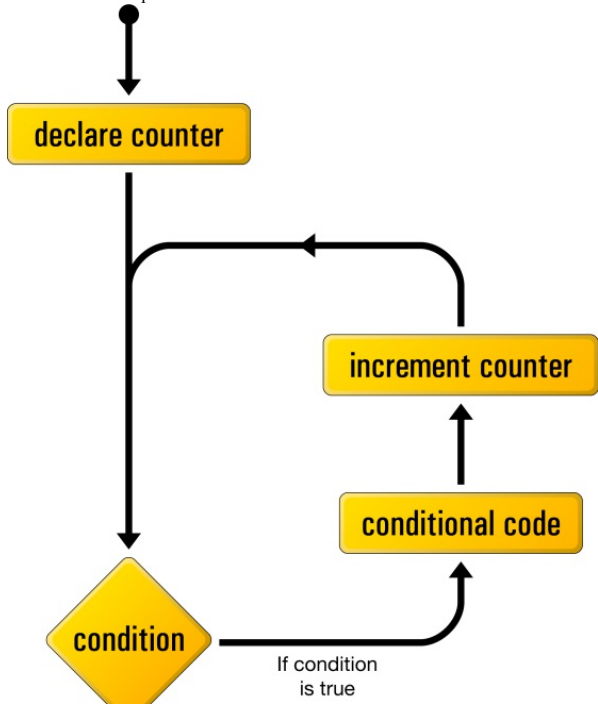 declare counter
increment counter
conditional code
condition
If condition
is true